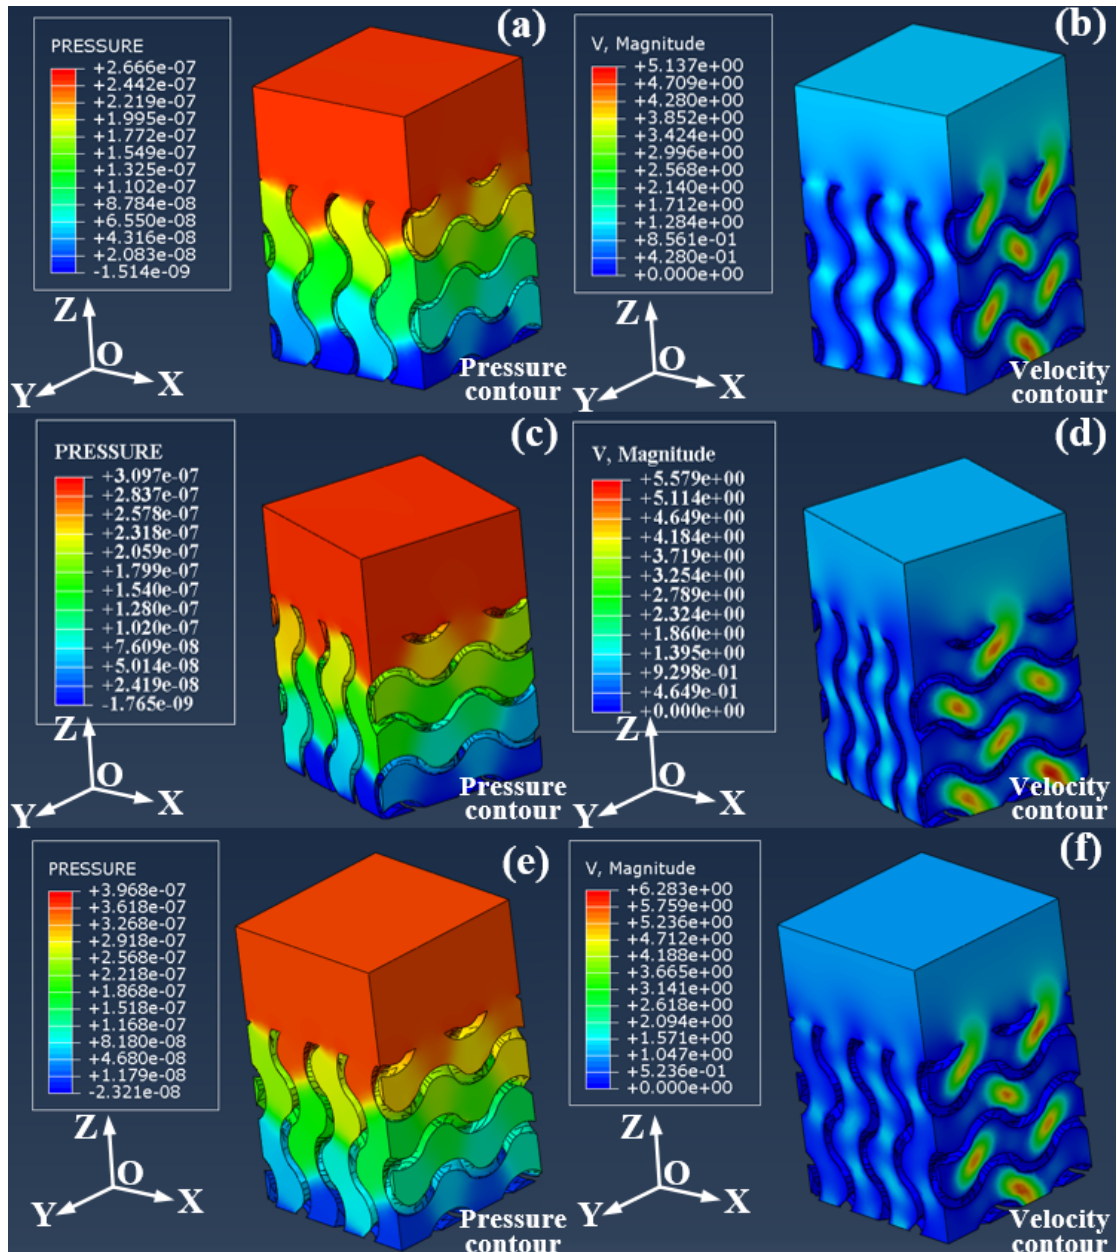 (a)
PRESSURE
+2.666e-07
+2.442e-07
+2.219e-07
+1.995e-07
+1.772e-07
+1.549e-07
+1.325e-07
+1.102e-07
+8.784e-08
+6.550e-08
+4.316e-08
+2.083e-08
-1.514e-09
Z
O
Y
X
Pressure
contour
(b)
V, Magnitude
+5.137e+00
+4.709e+00
+4.280e+00
+3.852e+00
+3.424e+00
+2.996e+00
+2.568e+00
+2.140e+00
+1.712e+00
+1.284e+00
+8.561e-01
+4.280e-01
+0.000e+00
Z
O
Y
X
Velocity
contour
(c)
PRESSURE
+3.097e-07
+2.837e-07
+2.578e-07
+2.318e-07
+2.059e-07
+1.799e-07
+1.540e-07
+1.280e-07
+1.020e-07
+7.609e-08
+5.014e-08
+2.419e-08
-1.765e-09
Z
O
Y
X
Pressure
contour
(d)
V, Magnitude
+5.579e+00
+5.114e+00
+4.649e+00
+4.184e+00
+3.719e+00
+3.254e+00
+2.789e+00
+2.324e+00
+1.860e+00
+1.395e+00
+9.298e-01
+4.649e-01
+0.000e+00
Z
O
Y
X
Velocity
contour
(e)
PRESSURE
+3.968e-07
+3.618e-07
+3.268e-07
+2.918e-07
+2.568e-07
+2.218e-07
+1.868e-07
+1.518e-07
+1.168e-07
+8.180e-08
+4.680e-08
+1.179e-08
-2.321e-08
Z
O
Y
X
Pressure
contour
(f)
V, Magnitude
+6.283e+00
+5.759e+00
+5.236e+00
+4.712e+00
+4.188e+00
+3.665e+00
+3.141e+00
+2.618e+00
+2.094e+00
+1.571e+00
+1.047e+00
+5.236e-01
+0.000e+00
Z
O
Y
X
Velocity
contour